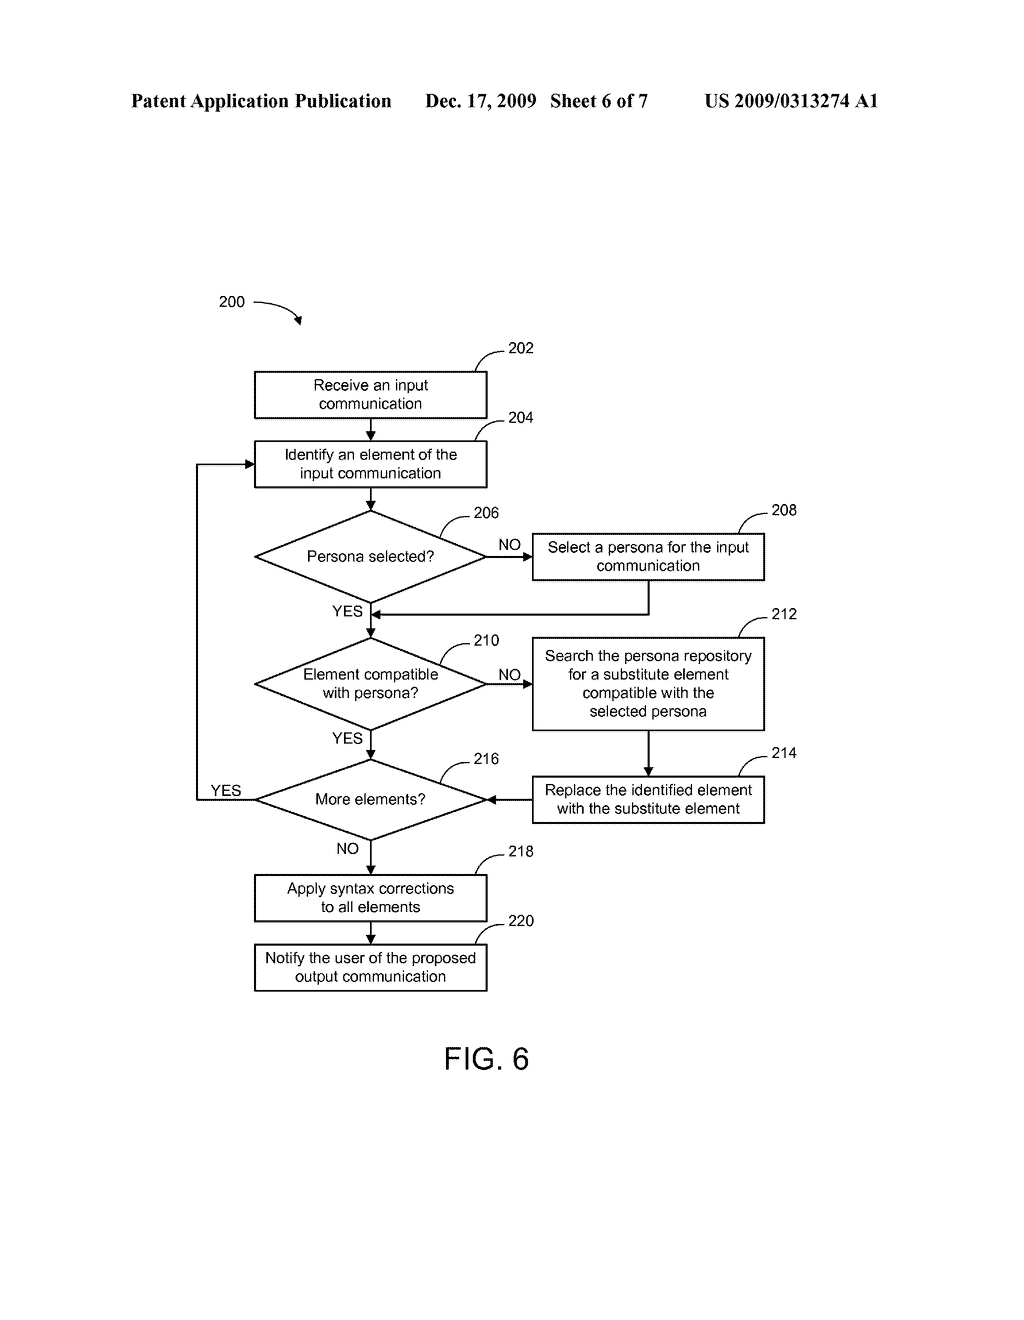 Patent Application Publication Dec. 17, 2009 Sheet 6 of 7 US 2009/0313274 A1
200
202
Receive an input
communication
204
Identify an element of the
input communication
206
Persona selected?
NO
208
Select a persona for the input
communication
YES
210
Element compatible
with persona?
NO
212
Search the persona repository
for a substitute element
compatible with the
selected persona
YES
216
More elements?
YES
214
Replace the identified element
with the substitute element
NO
218
Apply syntax corrections
to all elements
220
Notify the user of the proposed
output communication
FIG. 6